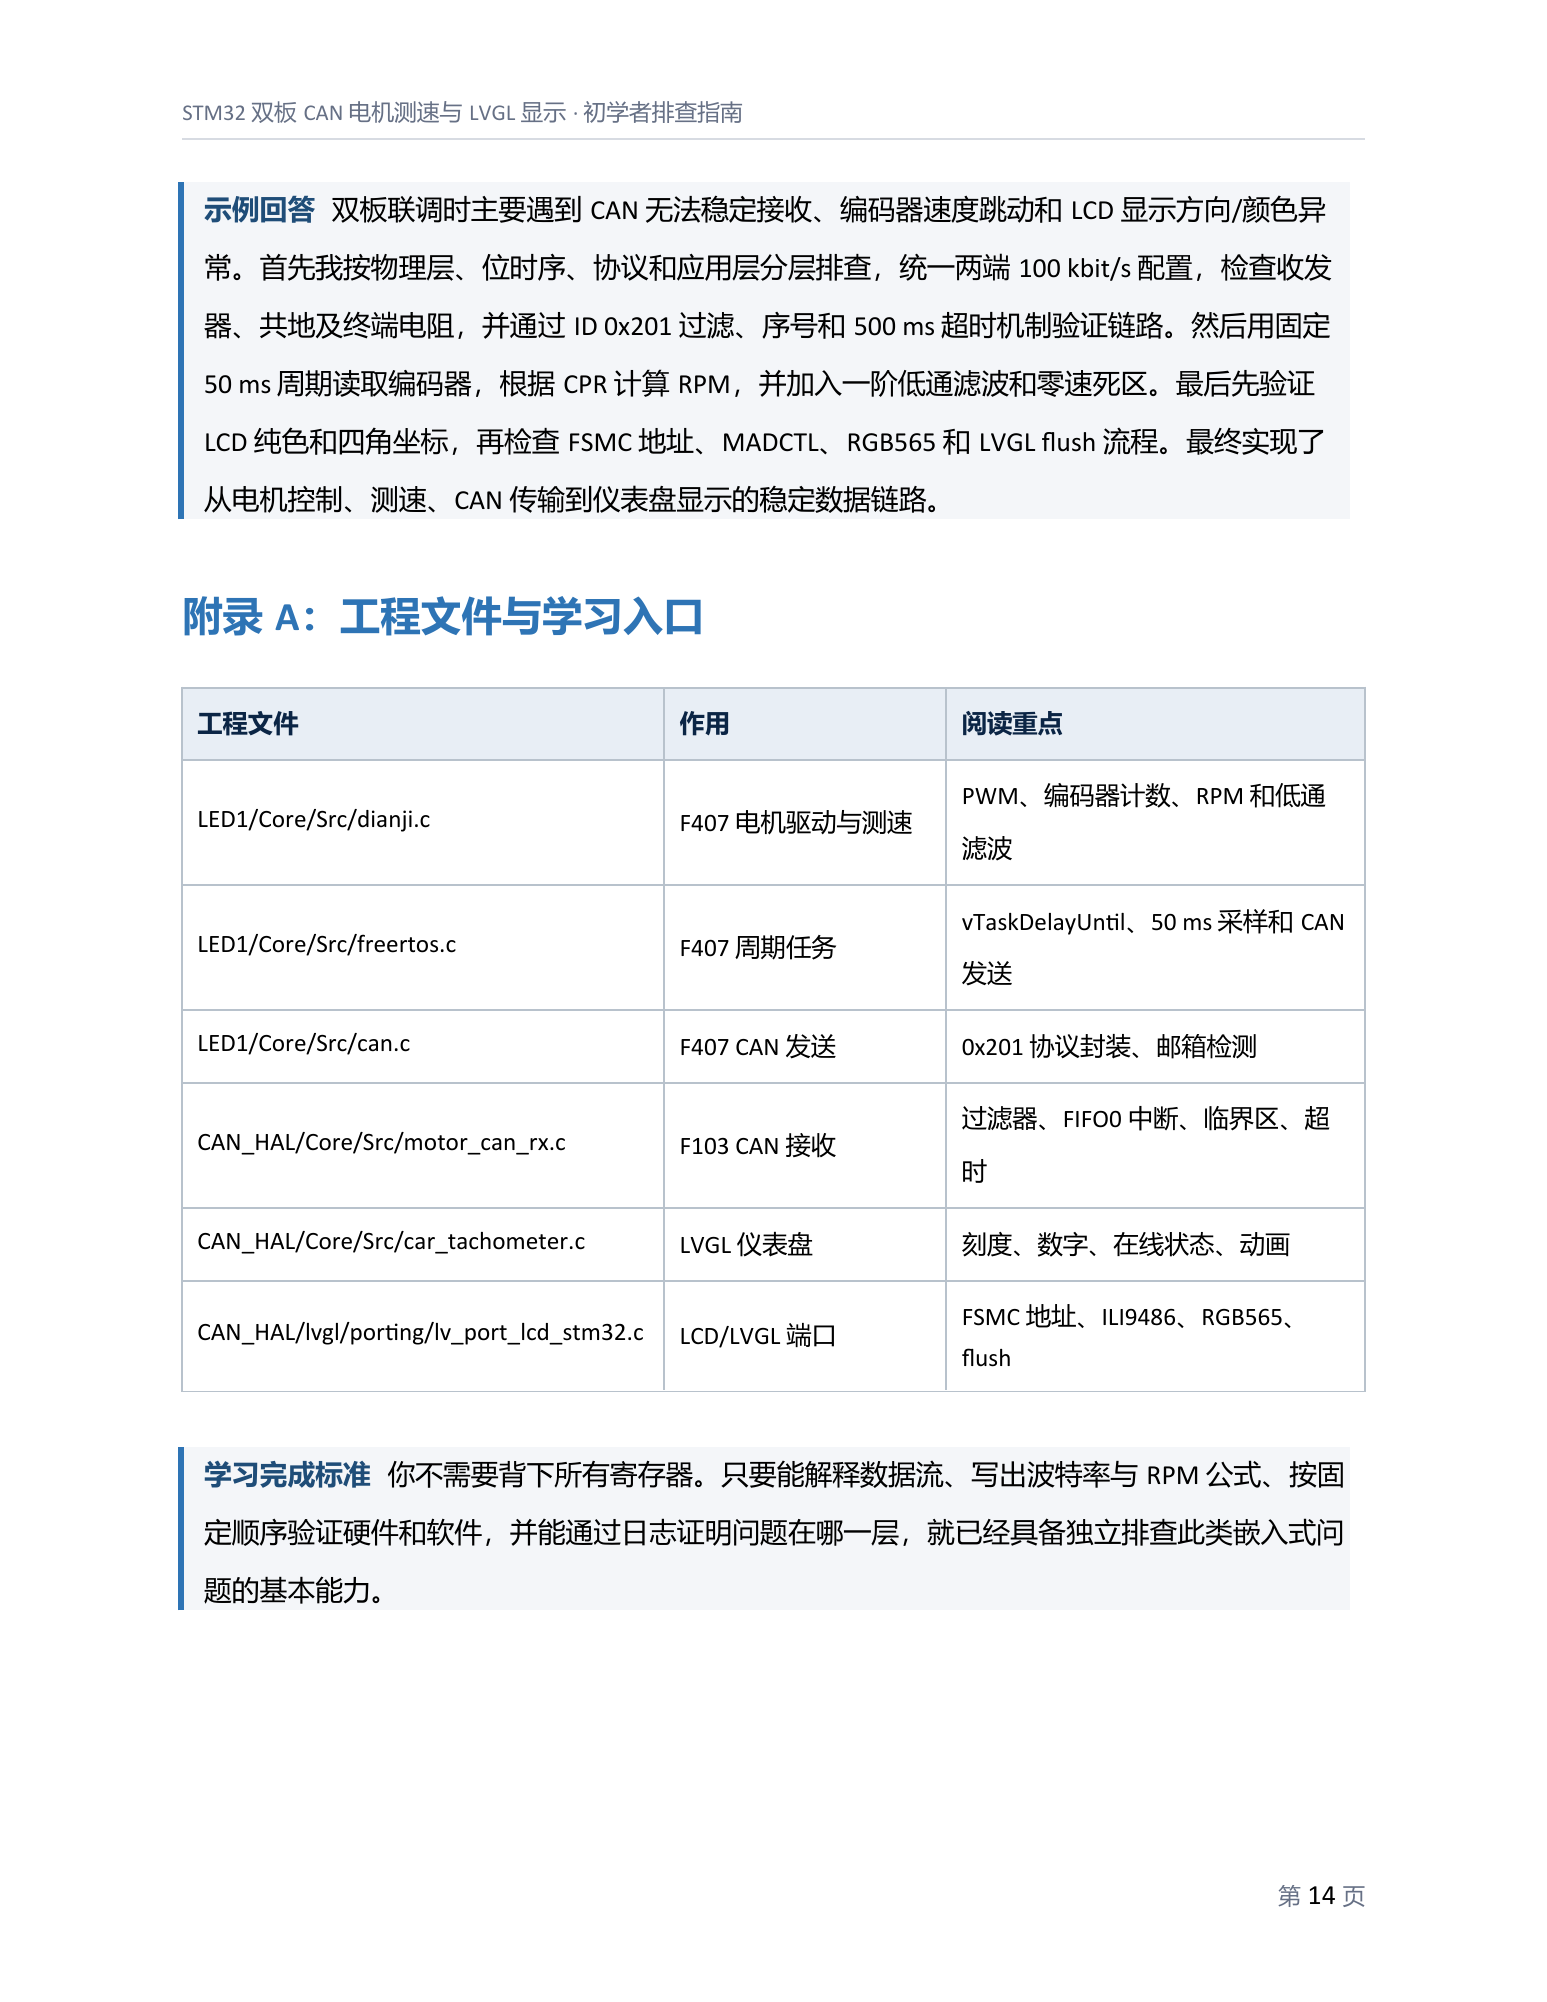 STM32 双板 CAN 电机测速与 LVGL 显示 · 初学者排查指南
示例回答 双板联调时主要遇到 CAN 无法稳定接收、编码器速度跳动和 LCD 显示方向/颜色异
常。首先我按物理层、位时序、协议和应用层分层排查，统一两端 100 kbit/s 配置，检查收发
器、共地及终端电阻，并通过 ID 0x201 过滤、序号和 500 ms 超时机制验证链路。然后用固定
50 ms 周期读取编码器，根据 CPR 计算 RPM，并加入一阶低通滤波和零速死区。最后先验证
LCD 纯色和四角坐标，再检查 FSMC 地址、MADCTL、RGB565 和 LVGL flush 流程。最终实现了
从电机控制、测速、CAN 传输到仪表盘显示的稳定数据链路。
附录 A：工程文件与学习入口
工程文件 作用 阅读重点
LED1/Core/Src/dianji.c F407 电机驱动与测速 PWM、编码器计数、RPM 和低通
滤波
LED1/Core/Src/freertos.c F407 周期任务 vTaskDelayUntil、50 ms 采样和 CAN
发送
LED1/Core/Src/can.c F407 CAN 发送 0x201 协议封装、邮箱检测
CAN_HAL/Core/Src/motor_can_rx.c F103 CAN 接收 过滤器、FIFO0 中断、临界区、超
时
CAN_HAL/Core/Src/car_tachometer.c LVGL 仪表盘 刻度、数字、在线状态、动画
CAN_HAL/lvgl/porting/lv_port_lcd_stm32.c LCD/LVGL 端口 FSMC 地址、ILI9486、RGB565、
flush
学习完成标准 你不需要背下所有寄存器。只要能解释数据流、写出波特率与 RPM 公式、按固
定顺序验证硬件和软件，并能通过日志证明问题在哪一层，就已经具备独立排查此类嵌入式问
题的基本能力。
第 14 页